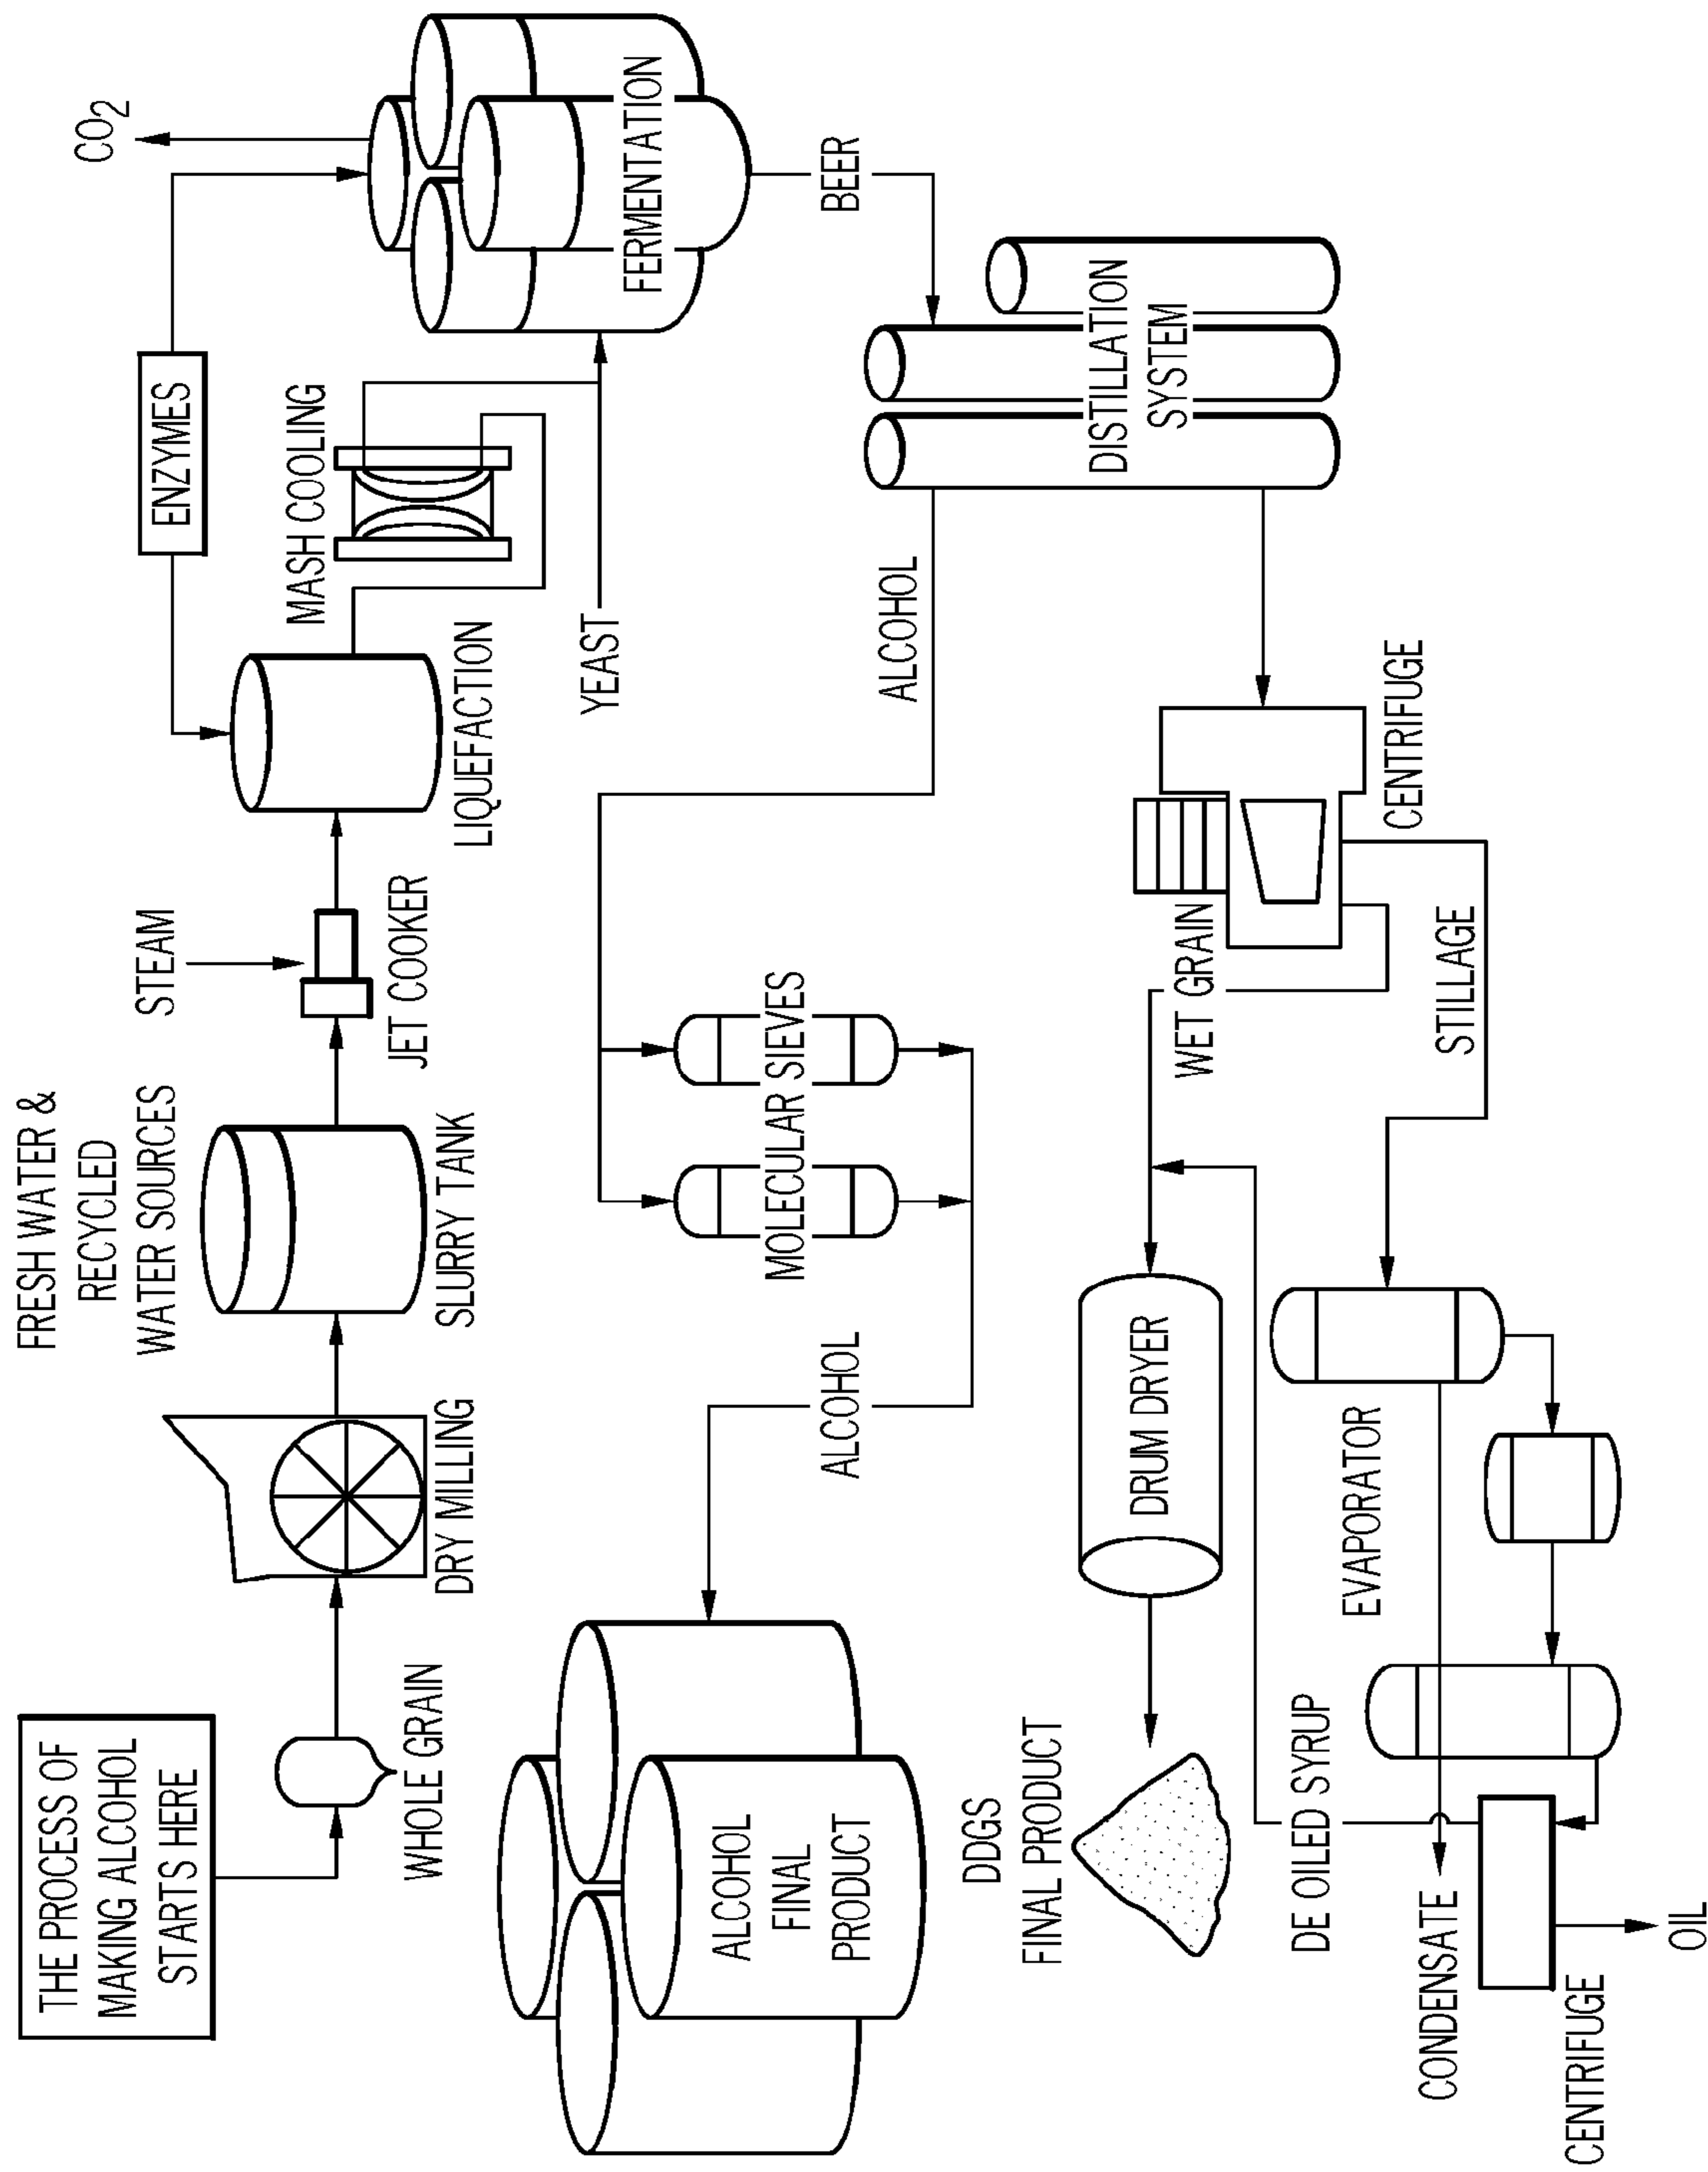 THE PROCESS OF
MAKING ALCOHOL
STARTS HERE
WHOLE GRAIN
DRY MILLING
FRESH WATER &
RECYCLED
WATER SOURCES
SLURRY TANK
STEAM
JET COOKER
LIQUEFACTION
ENZYMES
MASH COOLING
YEAST
CO2
FERMENTATION
BEER
DISTILLATION
SYSTEM
ALCOHOL
MOLECULAR SIEVES
ALCOHOL
ALCOHOL
FINAL
PRODUCT
CENTRIFUGE
WET GRAIN
STILLAGE
DRUM DRYER
DDGS
FINAL PRODUCT
EVAPORATOR
DE OILED SYRUP
CONDENSATE
CENTRIFUGE
OIL